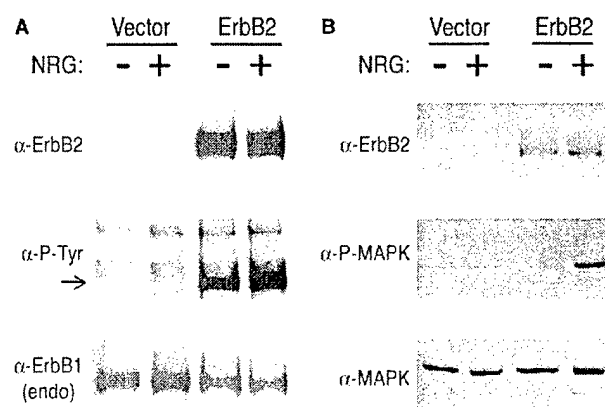 A Vector ErbB2
NRG: - + - +
α-ErbB2
α-P-Tyr
→
α-ErbB1
(endo)
B Vector ErbB2
NRG: - + - +
α-ErbB2
α-P-MAPK
α-MAPK